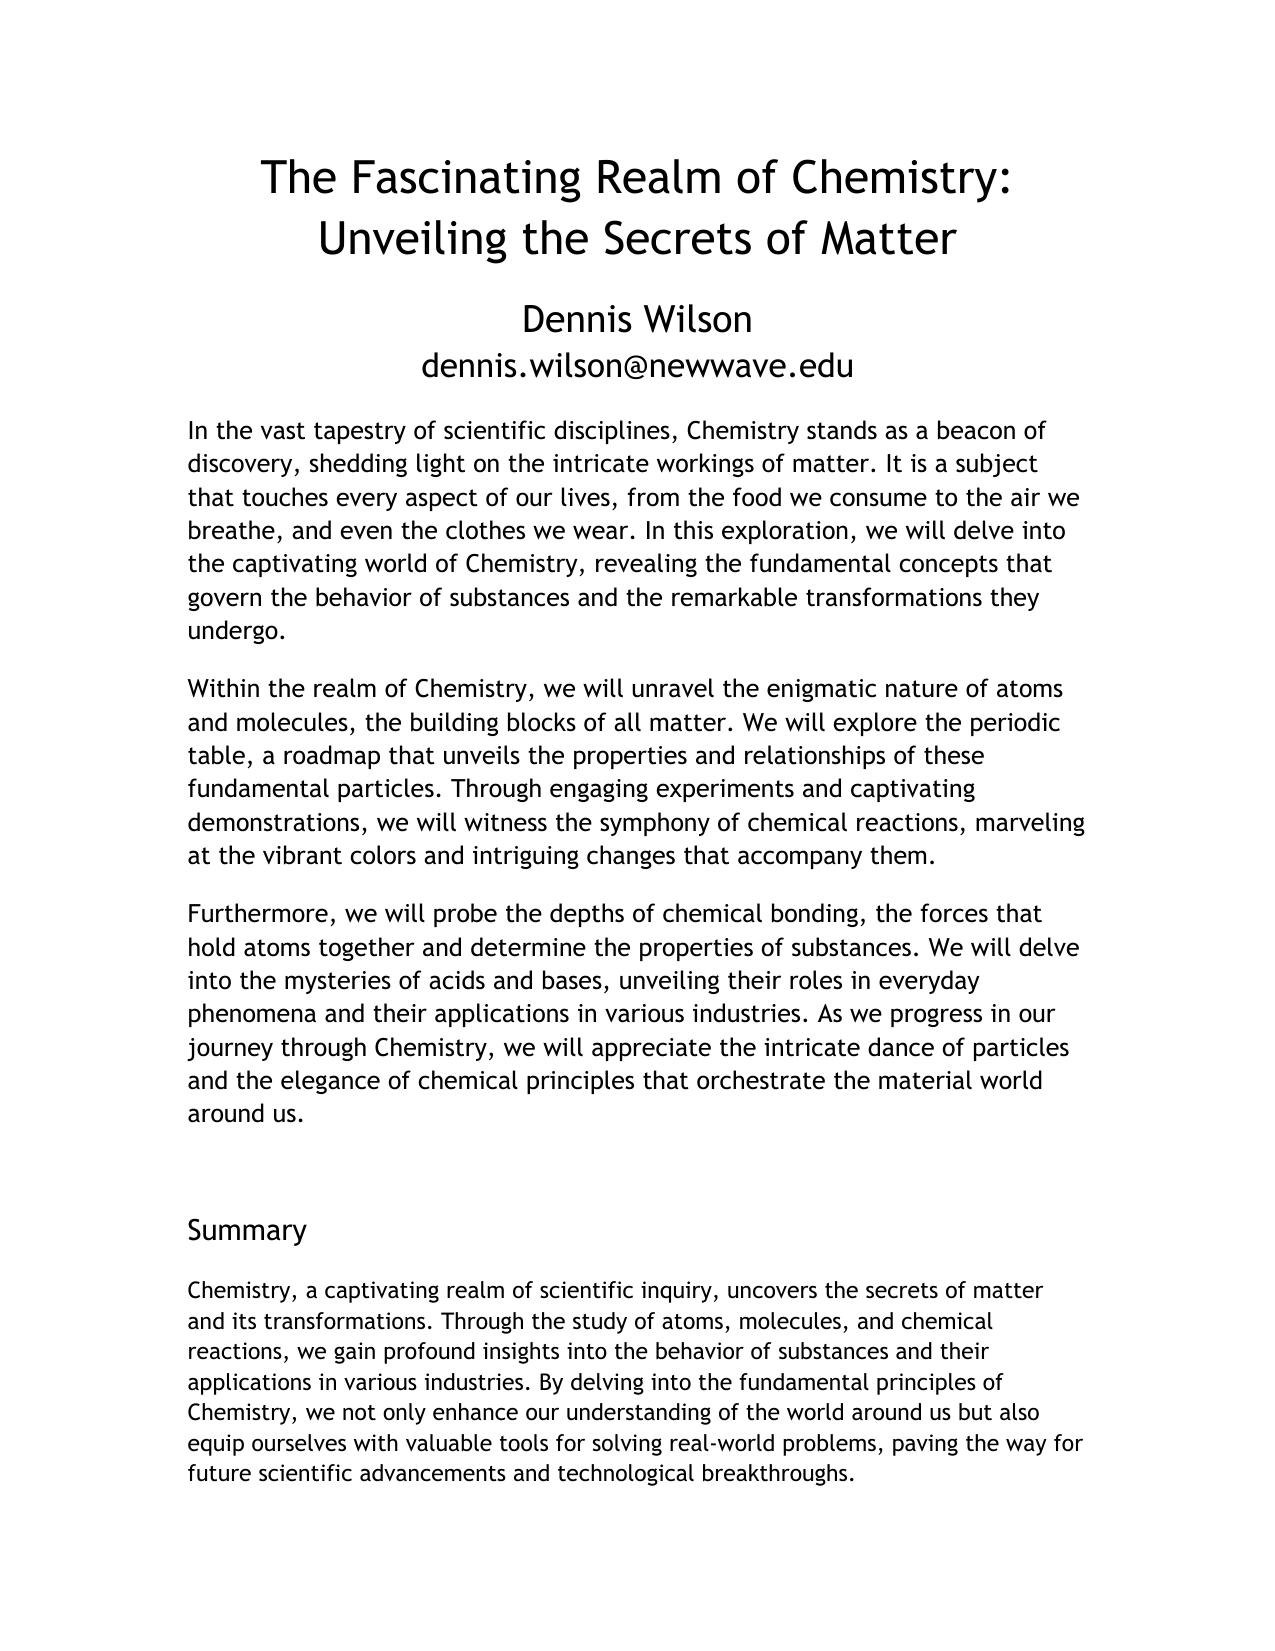 The Fascinating Realm of Chemistry:
Unveiling the Secrets of Matter
Dennis Wilson
dennis.wilson@newwave.edu
In the vast tapestry of scientific disciplines, Chemistry stands as a beacon of
discovery, shedding light on the intricate workings of matter. It is a subject
that touches every aspect of our lives, from the food we consume to the air we
breathe, and even the clothes we wear. In this exploration, we will delve into
the captivating world of Chemistry, revealing the fundamental concepts that
govern the behavior of substances and the remarkable transformations they
undergo.
Within the realm of Chemistry, we will unravel the enigmatic nature of atoms
and molecules, the building blocks of all matter. We will explore the periodic
table, a roadmap that unveils the properties and relationships of these
fundamental particles. Through engaging experiments and captivating
demonstrations, we will witness the symphony of chemical reactions, marveling
at the vibrant colors and intriguing changes that accompany them.
Furthermore, we will probe the depths of chemical bonding, the forces that
hold atoms together and determine the properties of substances. We will delve
into the mysteries of acids and bases, unveiling their roles in everyday
phenomena and their applications in various industries. As we progress in our
journey through Chemistry, we will appreciate the intricate dance of particles
and the elegance of chemical principles that orchestrate the material world
around us.
Summary
Chemistry, a captivating realm of scientific inquiry, uncovers the secrets of matter
and its transformations. Through the study of atoms, molecules, and chemical
reactions, we gain profound insights into the behavior of substances and their
applications in various industries. By delving into the fundamental principles of
Chemistry, we not only enhance our understanding of the world around us but also
equip ourselves with valuable tools for solving real-world problems, paving the way for
future scientific advancements and technological breakthroughs.